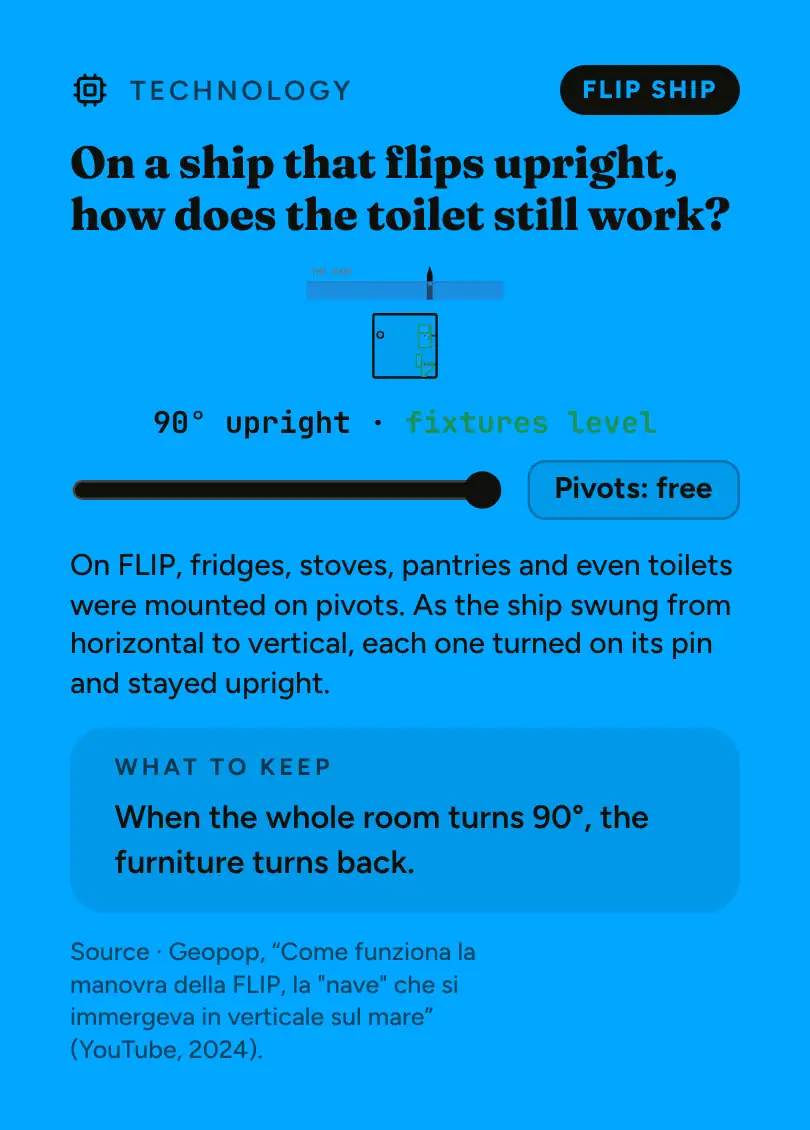 TECHNOLOGY
FLIP SHIP
On a ship that flips upright,
how does the toilet still work?
90° upright · fixtures level
Pivots: free
On FLIP, fridges, stoves, pantries and even toilets
were mounted on pivots. As the ship swung from
horizontal to vertical, each one turned on its pin
and stayed upright.
WHAT TO KEEP
When the whole room turns 90°, the
furniture turns back.
Source · Geopop, “Come funziona la
manovra della FLIP, la "nave" che si
immergeva in verticale sul mare”
(YouTube, 2024).